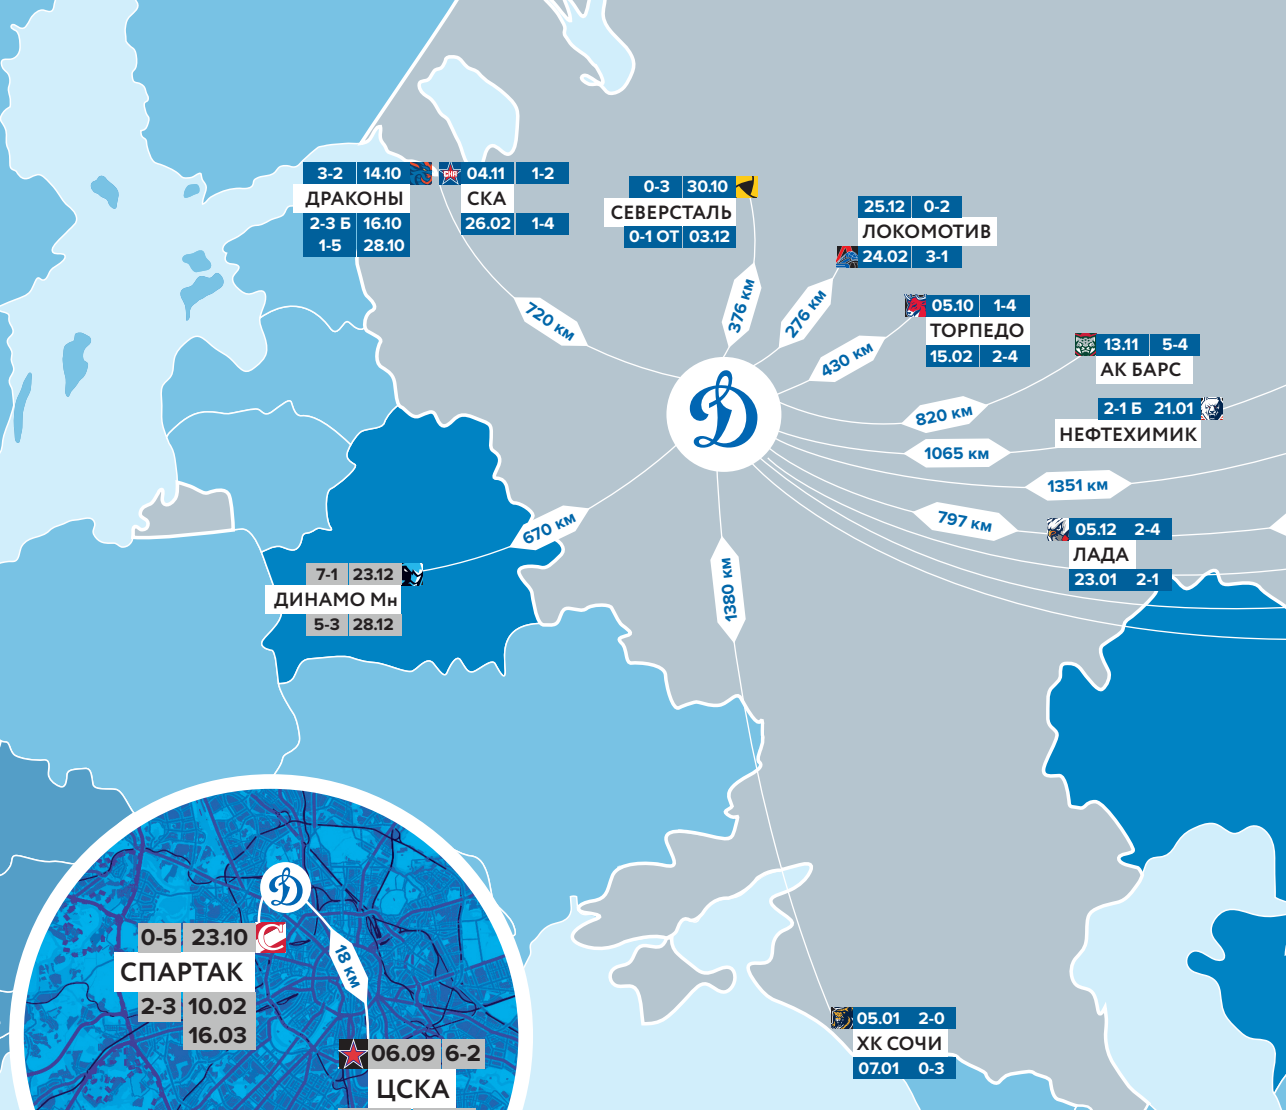 3-2 14.10
ДРАКОНЫ
2-3 Б 16.10
1-5 28.10
СКА 04.11 1-2
СКА
26.02 1-4
0-3 30.10
СЕВЕРСТАЛЬ
0-1 ОТ 03.12
25.12 0-2
ЛОКОМОТИВ
24.02 3-1
05.10 1-4
ТОРПЕДО
15.02 2-4
13.11 5-4
АК БАРС
2-1 Б 21.01
НЕФТЕХИМИК
720 км
376 км
276 км
430 км
820 км
1065 км
1351 км
797 км
05.12 2-4
ЛАДА
23.01 2-1
670 км
1380 км
Д
7-1 23.12
ДИНАМО Мн
5-3 28.12
Д
0-5 23.10
СПАРТАК
2-3 10.02
16.03
18 км
06.09 6-2
ЦСКА
05.01 2-0
ХК СОЧИ
07.01 0-3